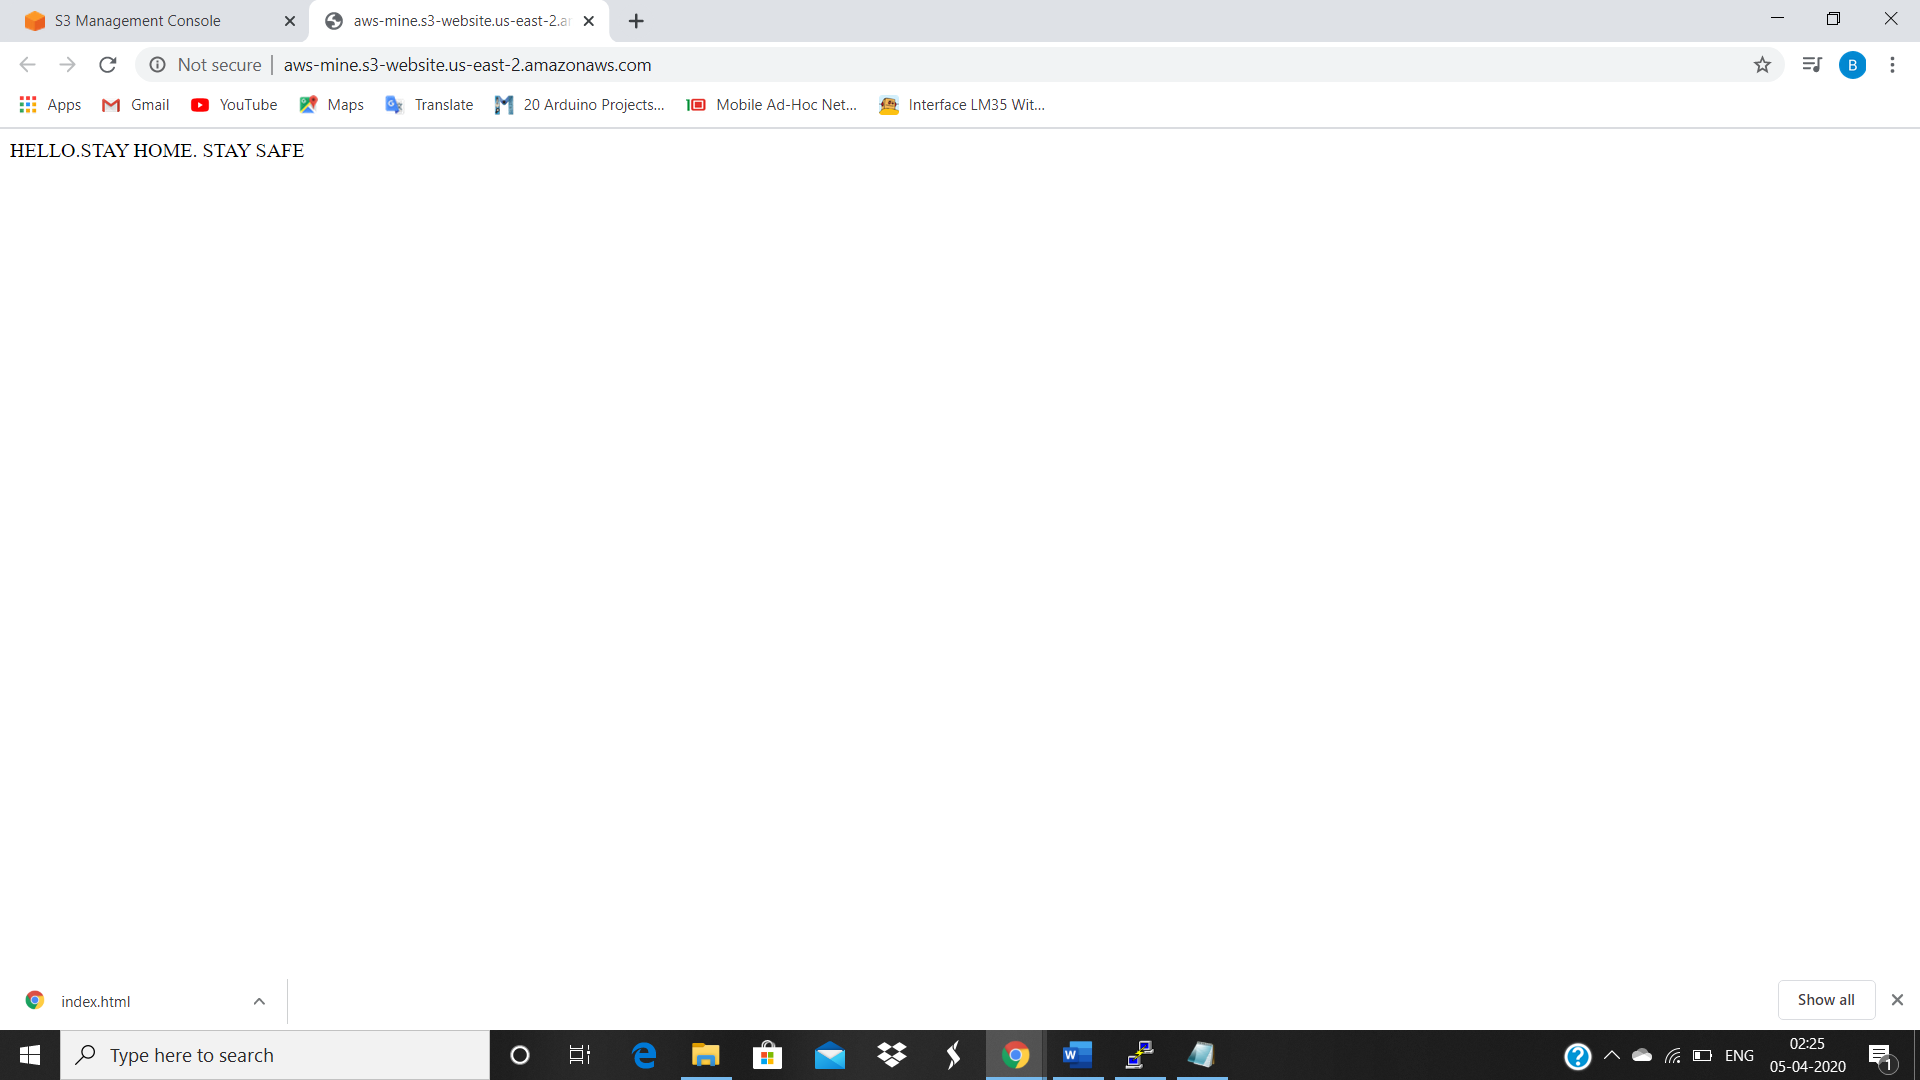 S3 Management Console
aws-mine.s3-website.us-east-2.a
Not secure | aws-mine.s3-website.us-east-2.amazonaws.com
B
Apps Gmail YouTube Maps Translate 20 Arduino Projects... Mobile Ad-Hoc Net... Interface LM35 Wit...
HELLO.STAY HOME. STAY SAFE
index.html
Show all
Type here to search
ENG
02:25
05-04-2020
1